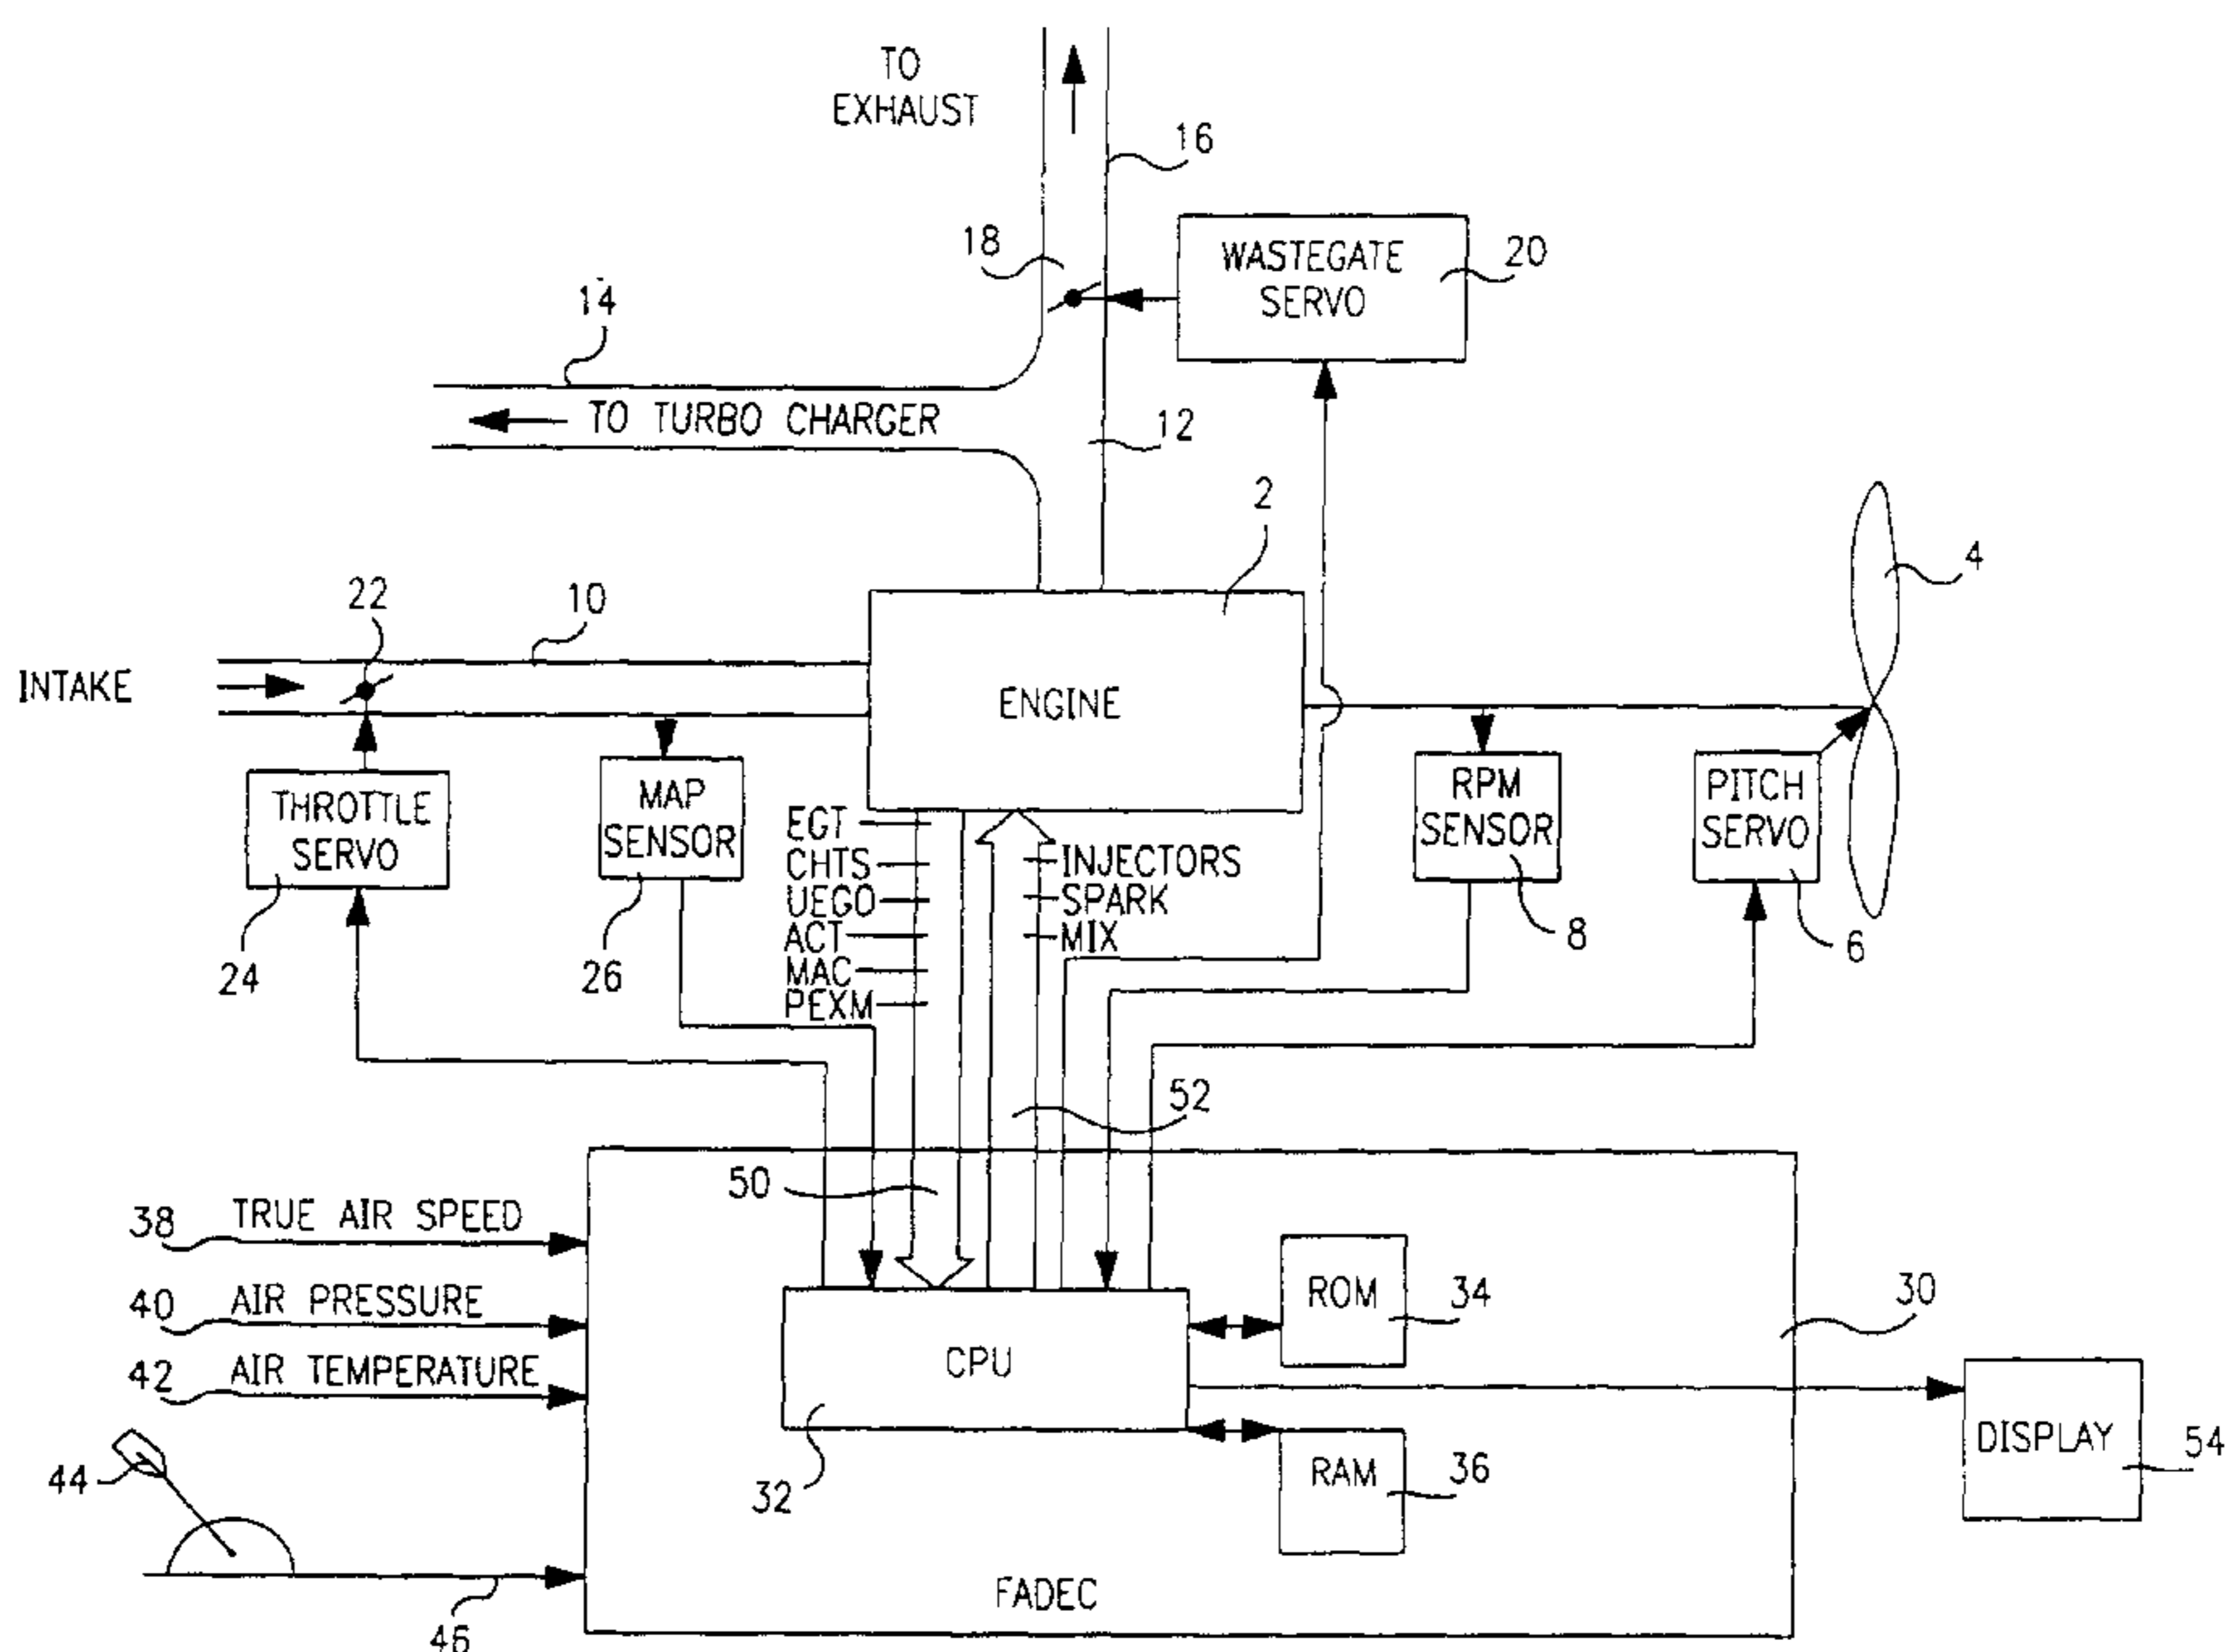 TO
EXHAUST
16
18
WASTEGATE
SERVO
20
14
TO TURBO CHARGER
12
2
4
22
10
INTAKE
ENGINE
THROTTLE
SERVO
24
MAP
SENSOR
26
RPM
SENSOR
8
PITCH
SERVO
6
EGT
CHTS
UEGO
ACT
MAC
PEXM
INJECTORS
SPARK
MIX
52
50
38
TRUE AIR SPEED
40
AIR PRESSURE
42
AIR TEMPERATURE
44
46
ROM
34
30
CPU
32
RAM
36
DISPLAY
54
FADEC